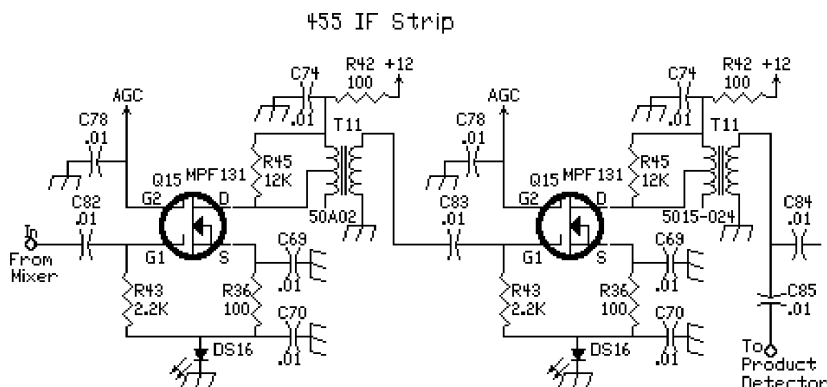 455 IF Strip
C74
.01
R42 +12
100
AGC
C78
.01
T11
R45
12K
Q15 MPF131
G2 D
G1 S
50A02
C82
.01
In
From
Mixer
R43
2.2K
R36
100
C69
.01
C70
.01
DS16
C74
.01
R42 +12
100
AGC
C78
.01
T11
R45
12K
Q15 MPF131
G2 D
G1 S
5015-024
C83
.01
C84
.01
R43
2.2K
R36
100
C69
.01
C70
.01
DS16
C85
.01
To
Product
Detector